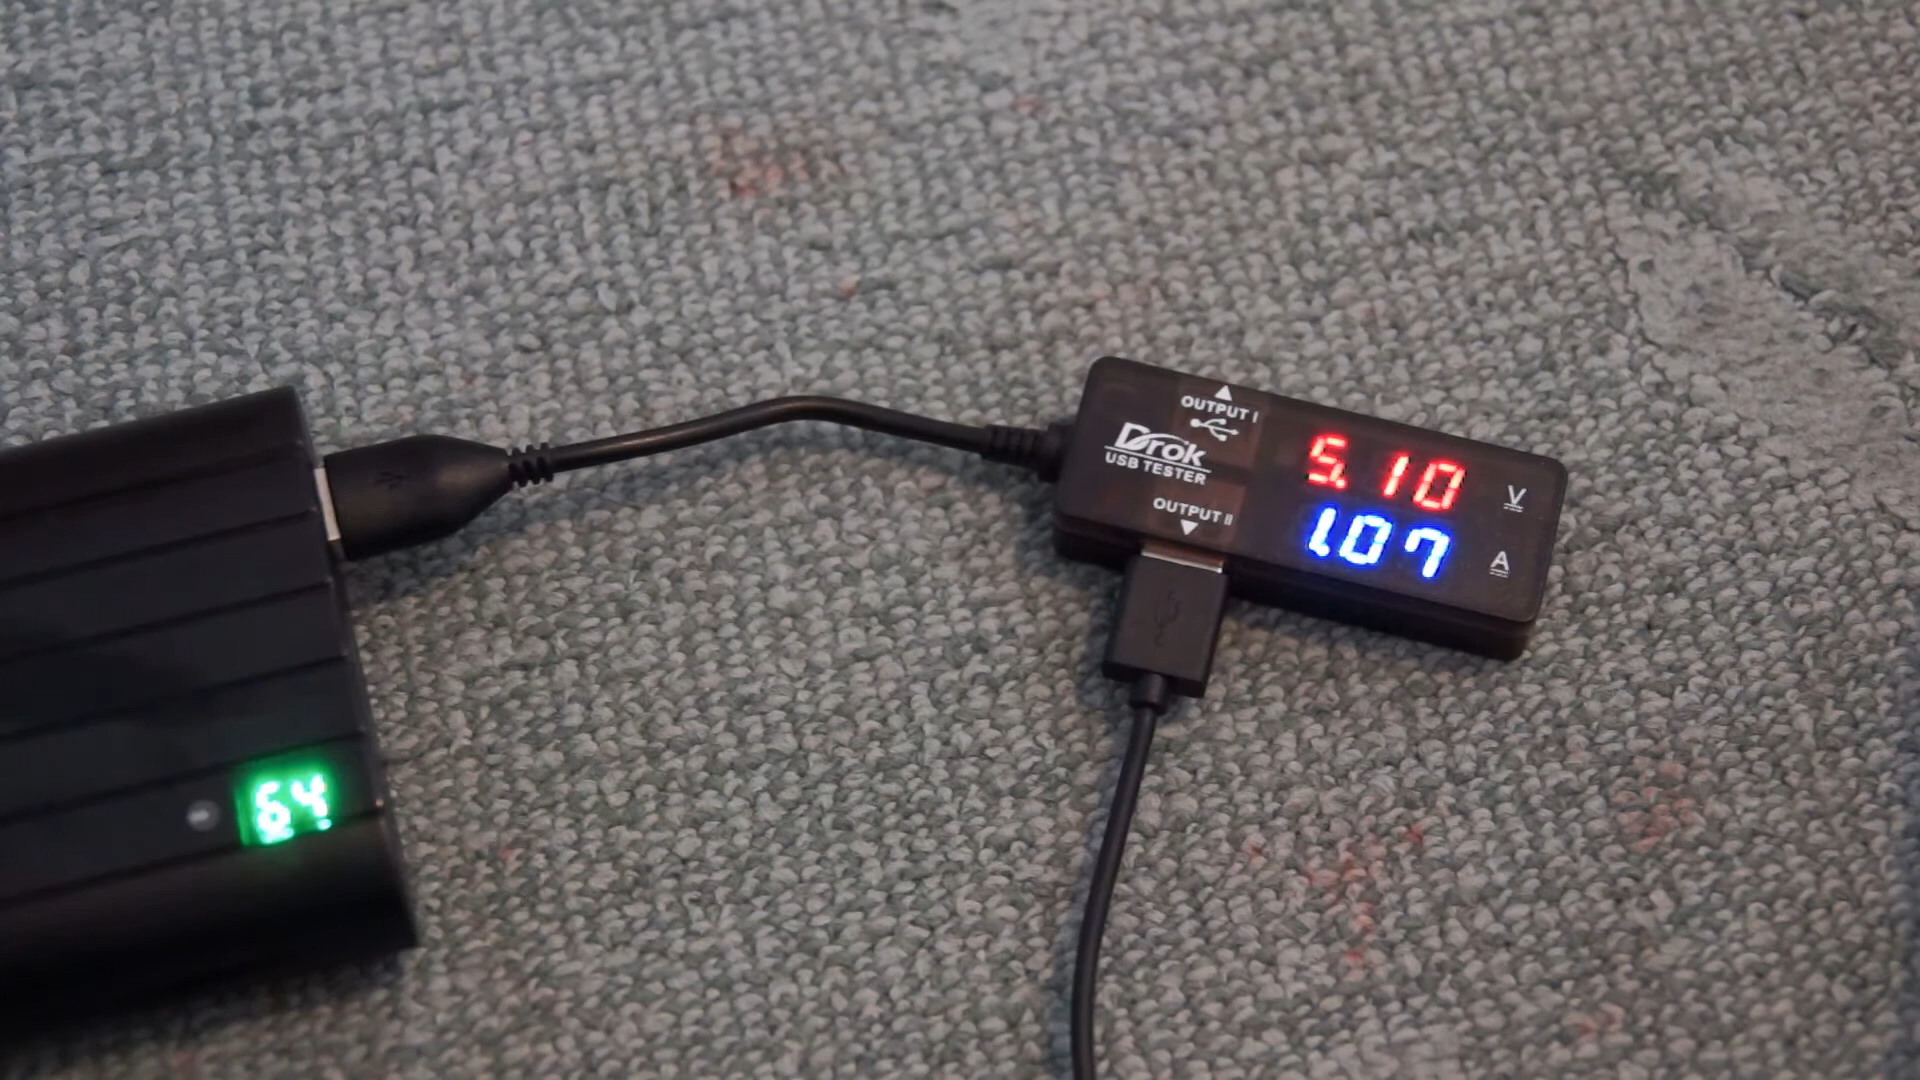 OUTPUT I
Drok
USB TESTER
OUTPUT II
5.10 V
1.07 A
64